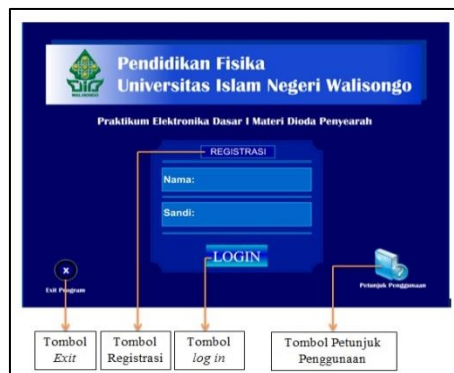 Pendidikan Fisika
Universitas Islam Negeri Walisongo
WALISONGO
Praktikum Elektronika Dasar I Materi Dioda Penyearah
REGISTRASI
Nama:
Sandi:
LOGIN
X
Exit Program
Petunjuk Penggunaan
Tombol
Exit
Tombol
Registrasi
Tombol
log in
Tombol Petunjuk
Penggunaan